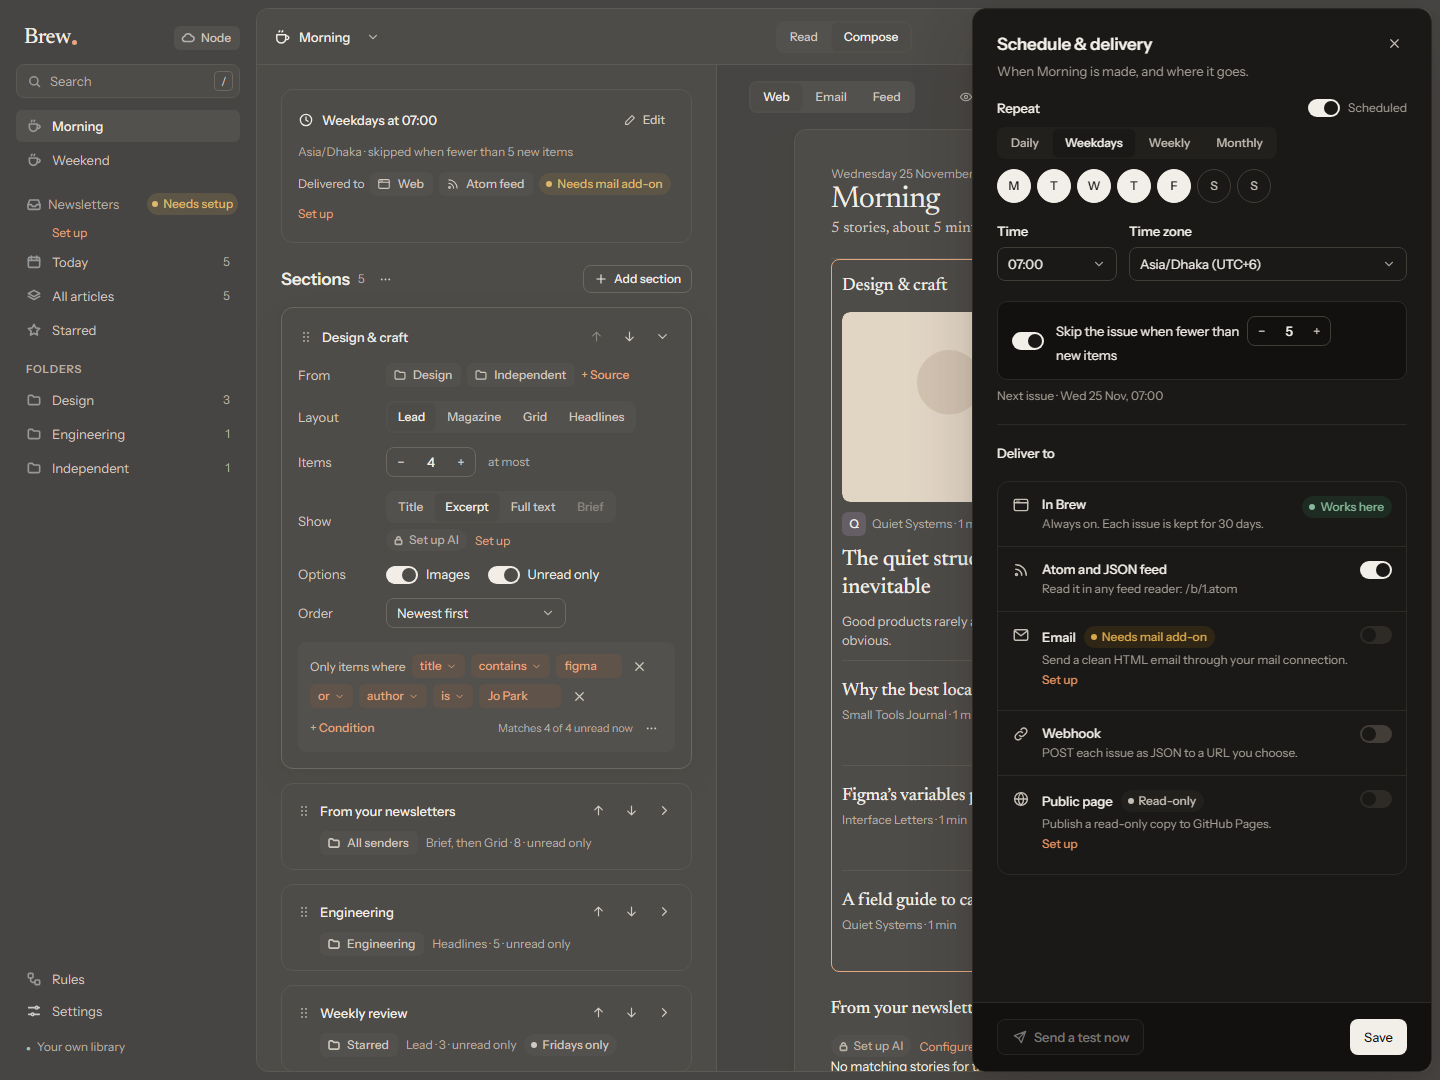 Brew.
Node
Search
/
Morning
Weekend
Newsletters
Needs setup
Set up
Today 5
All articles 5
Starred
FOLDERS
Design 3
Engineering 1
Independent 1
Rules
Settings
Your own library
Morning
Read
Compose
Weekdays at 07:00
Edit
Asia/Dhaka · skipped when fewer than 5 new items
Delivered to Web Atom feed Needs mail add-on
Set up
Sections 5 ···
+ Add section
Design & craft
From Design Independent + Source
Layout Lead Magazine Grid Headlines
Items − 4 + at most
Show Title Excerpt Full text Brief
Set up AI Set up
Options Images Unread only
Order Newest first
Only items where title contains figma
or author is Jo Park
+ Condition Matches 4 of 4 unread now ···
From your newsletters
All senders Brief, then Grid · 8 · unread only
Engineering
Engineering Headlines · 5 · unread only
Weekly review
Starred Lead · 3 · unread only Fridays only
Web Email Feed
Wednesday 25 November
Morning
5 stories, about 5 min
Design & craft
Q Quiet Systems · 1
The quiet
inevitable
Good products rarely
obvious.
Why the best
Small Tools Journal · 1
Figma's variables
Interface Letters · 1 min
A field guide to
Quiet Systems · 1 min
From your
Set up AI Configure
No matching stories for
Schedule & delivery
When Morning is made, and where it goes.
Repeat Scheduled
Daily Weekdays Weekly Monthly
M T W T F S S
Time Time zone
07:00 Asia/Dhaka (UTC+6)
Skip the issue when fewer than − 5 +
new items
Next issue · Wed 25 Nov, 07:00
Deliver to
In Brew Works here
Always on. Each issue is kept for 30 days.
Atom and JSON feed
Read it in any feed reader: /b/1.atom
Email Needs mail add-on
Send a clean HTML email through your mail connection.
Set up
Webhook
POST each issue as JSON to a URL you choose.
Public page Read-only
Publish a read-only copy to GitHub Pages.
Set up
Send a test now
Save